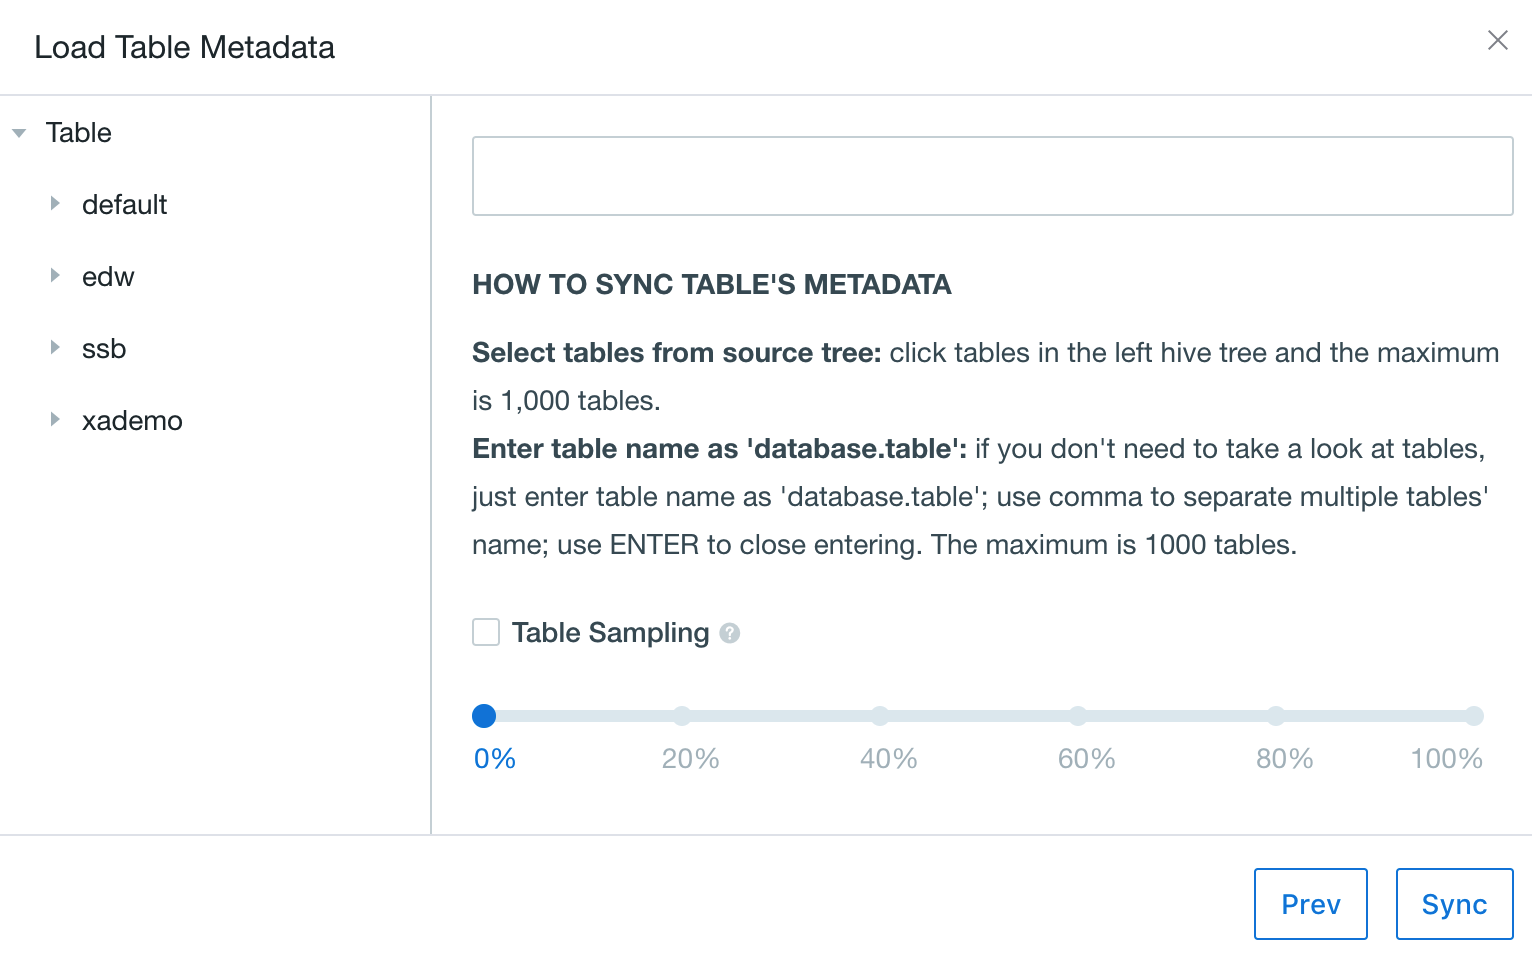 Load Table Metadata
Table
default
edw
ssb
xademo
HOW TO SYNC TABLE'S METADATA
Select tables from source tree: click tables in the left hive tree and the maximum
is 1,000 tables.
Enter table name as 'database.table': if you don't need to take a look at tables,
just enter table name as 'database.table'; use comma to separate multiple tables'
name; use ENTER to close entering. The maximum is 1000 tables.
Table Sampling ?
0% 20% 40% 60% 80% 100%
Prev Sync